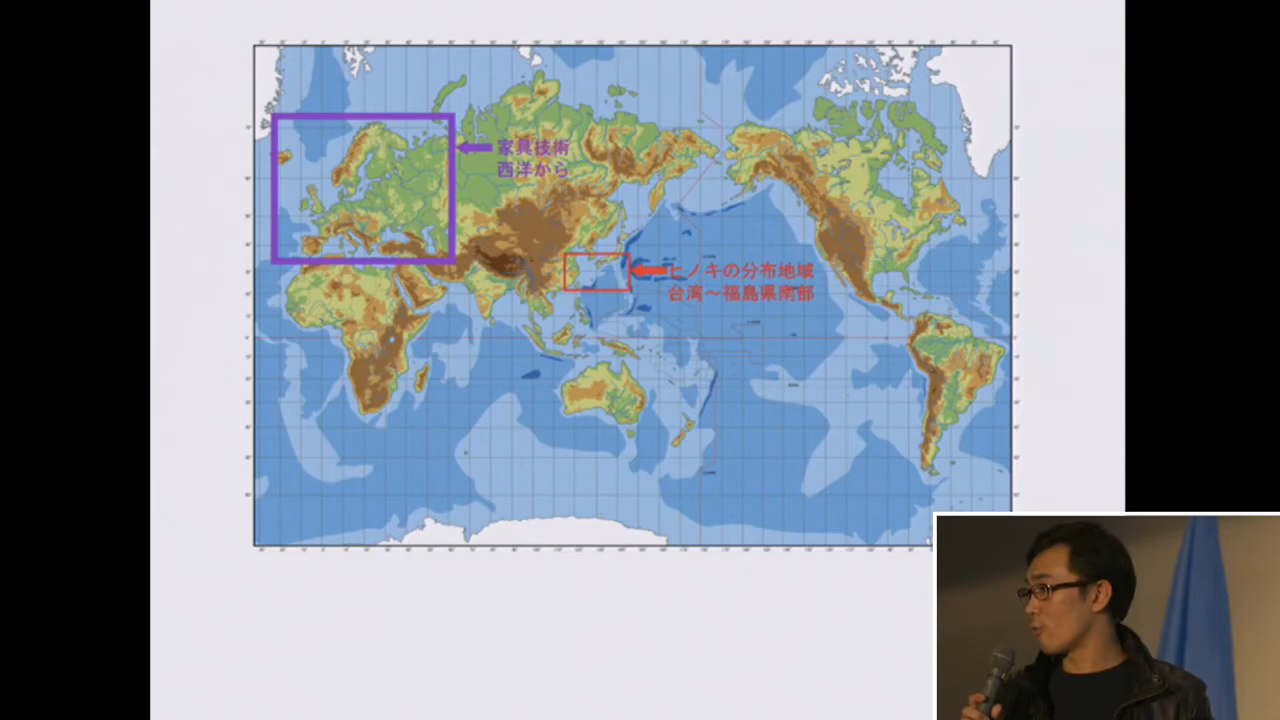 家具技術
西洋から
ヒノキの分布地域
台湾～福島県南部